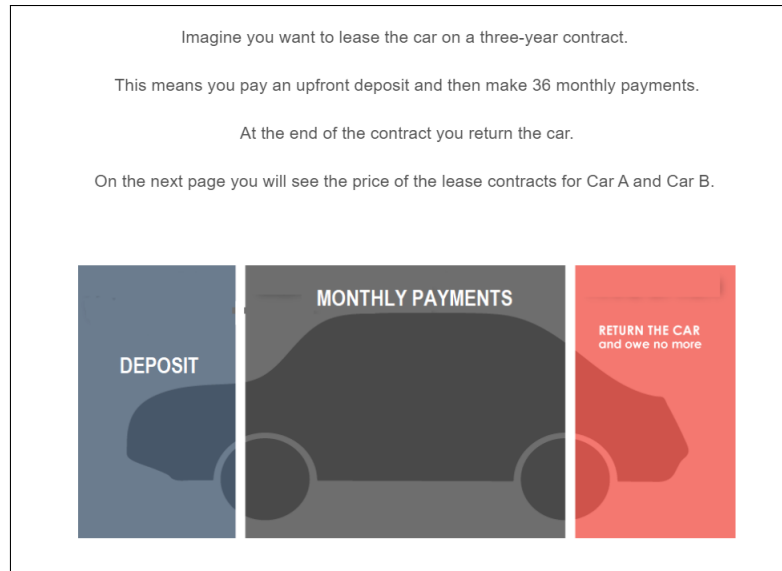 Imagine you want to lease the car on a three-year contract.
This means you pay an upfront deposit and then make 36 monthly payments.
At the end of the contract you return the car.
On the next page you will see the price of the lease contracts for Car A and Car B.
MONTHLY PAYMENTS
RETURN THE CAR
and owe no more
DEPOSIT